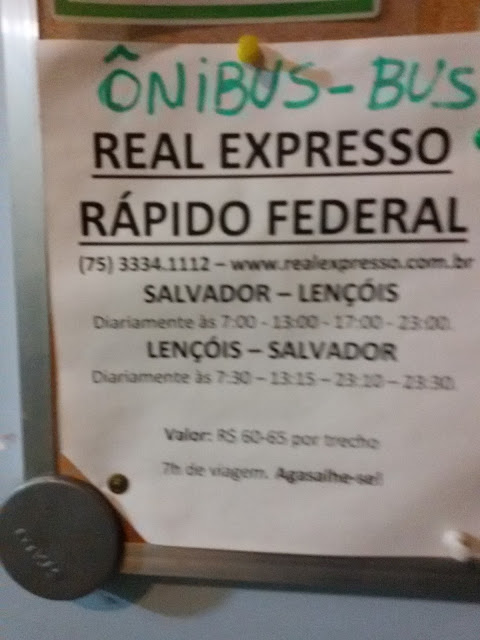 ÔNiBUS - BUS
REAL EXPRESSO
RÁPIDO FEDERAL
(75) 3334.1112 – www.realexpresso.com.br
SALVADOR – LENÇÓIS
Diariamente às 7:00 - 13:00 - 17:00 - 23:00.
LENÇÓIS – SALVADOR
Diariamente às 7:30 – 13:15 – 23:10 – 23:30.
Valor: R$ 60-65 por trecho
7h de viagem. Agasalhe-se!